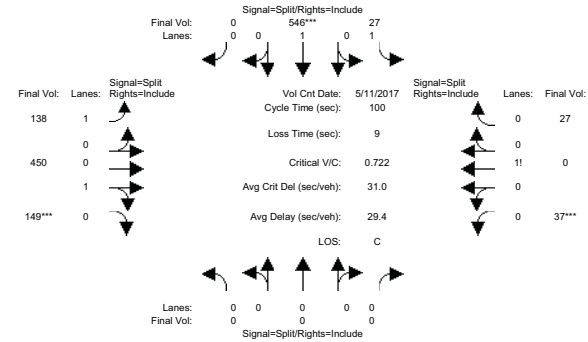 Signal=Split/Rights=Include
Final Vol: 0 546*** 27
Lanes: 0 0 1 0 1
Signal=Split Signal=Split
Final Vol: Lanes: Rights=Include Vol Cnt Date: 5/11/2017 Rights=Include Lanes: Final Vol:
Cycle Time (sec): 100
138 1 0 27
Loss Time (sec): 9
0 0
450 0 Critical V/C: 0.722 1! 0
1 Avg Crit Del (sec/veh): 31.0 0
149*** 0 Avg Delay (sec/veh): 29.4 0 37***
LOS: C
Lanes: 0 0 0 0 0
Final Vol: 0 0 0
Signal=Split/Rights=Include